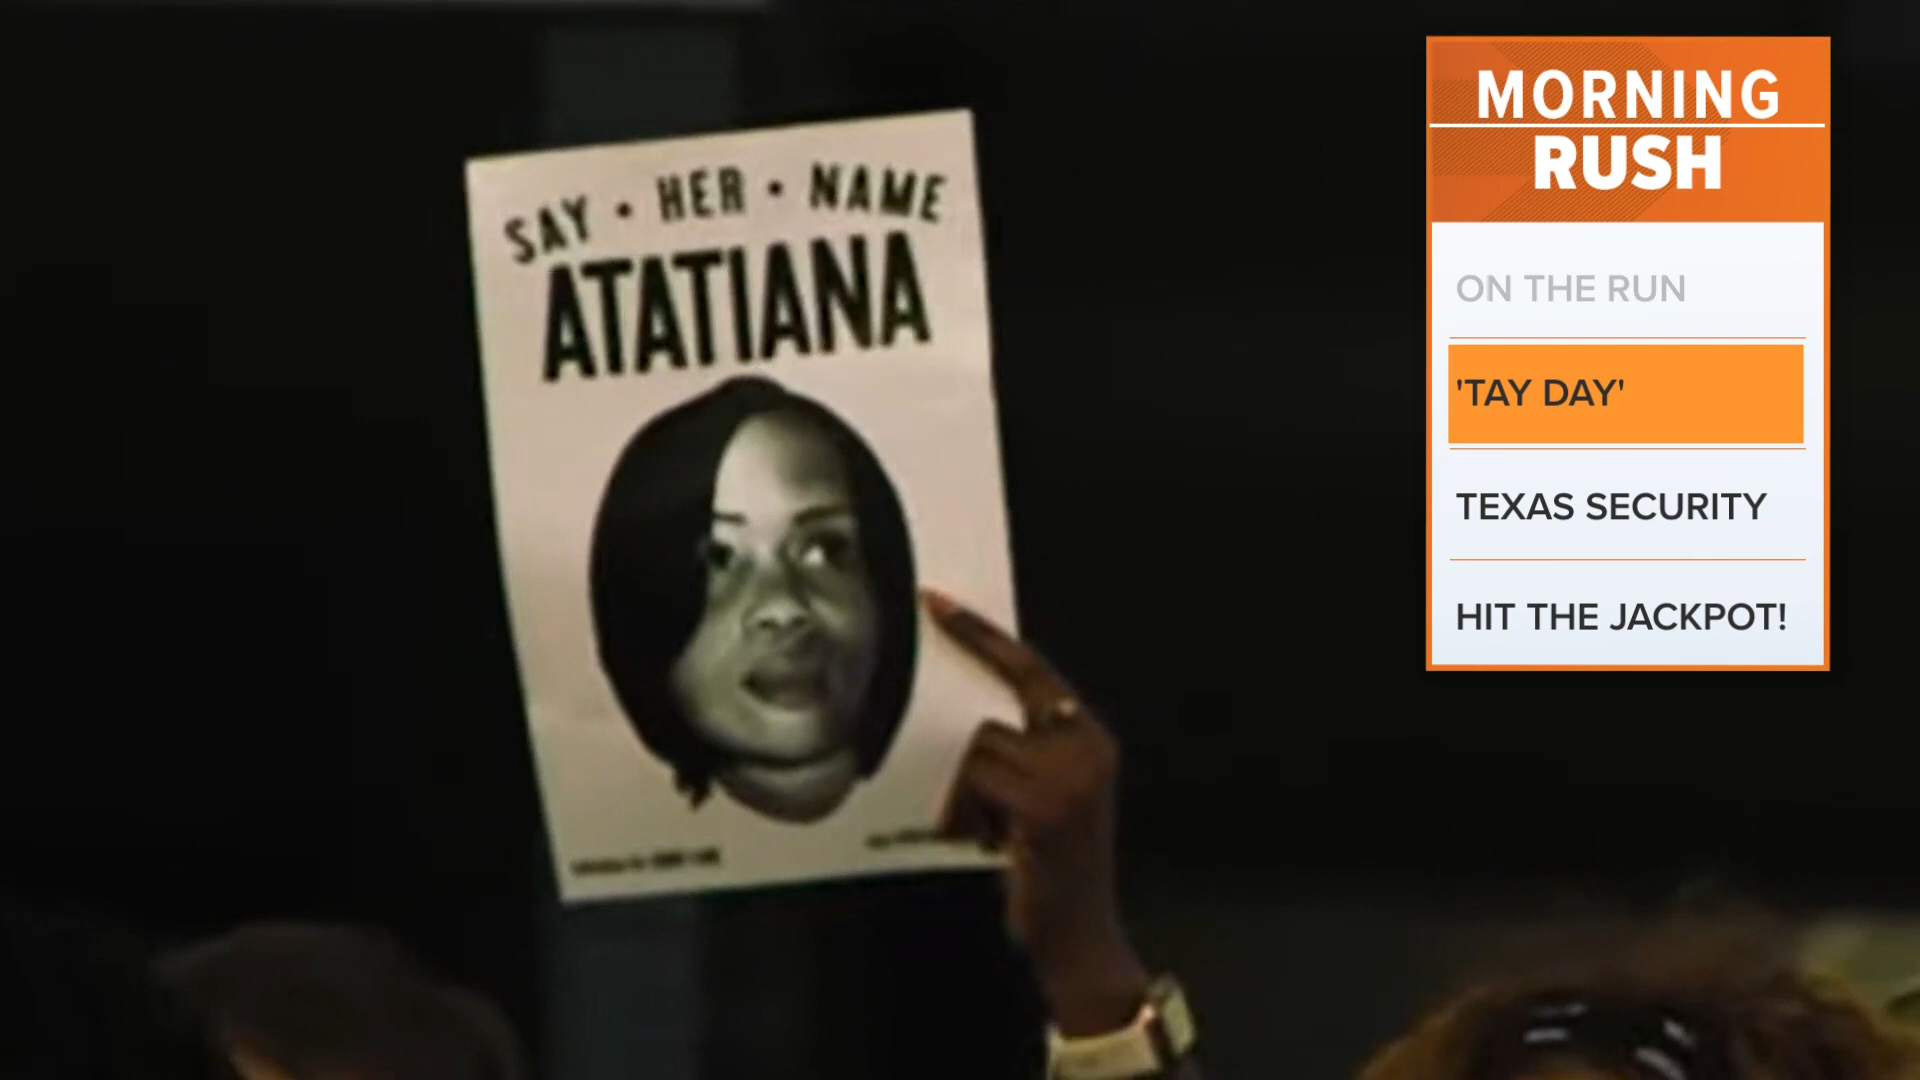 SAY • HER • NAME
ATATIANA
MORNING
RUSH
ON THE RUN
'TAY DAY'
TEXAS SECURITY
HIT THE JACKPOT!